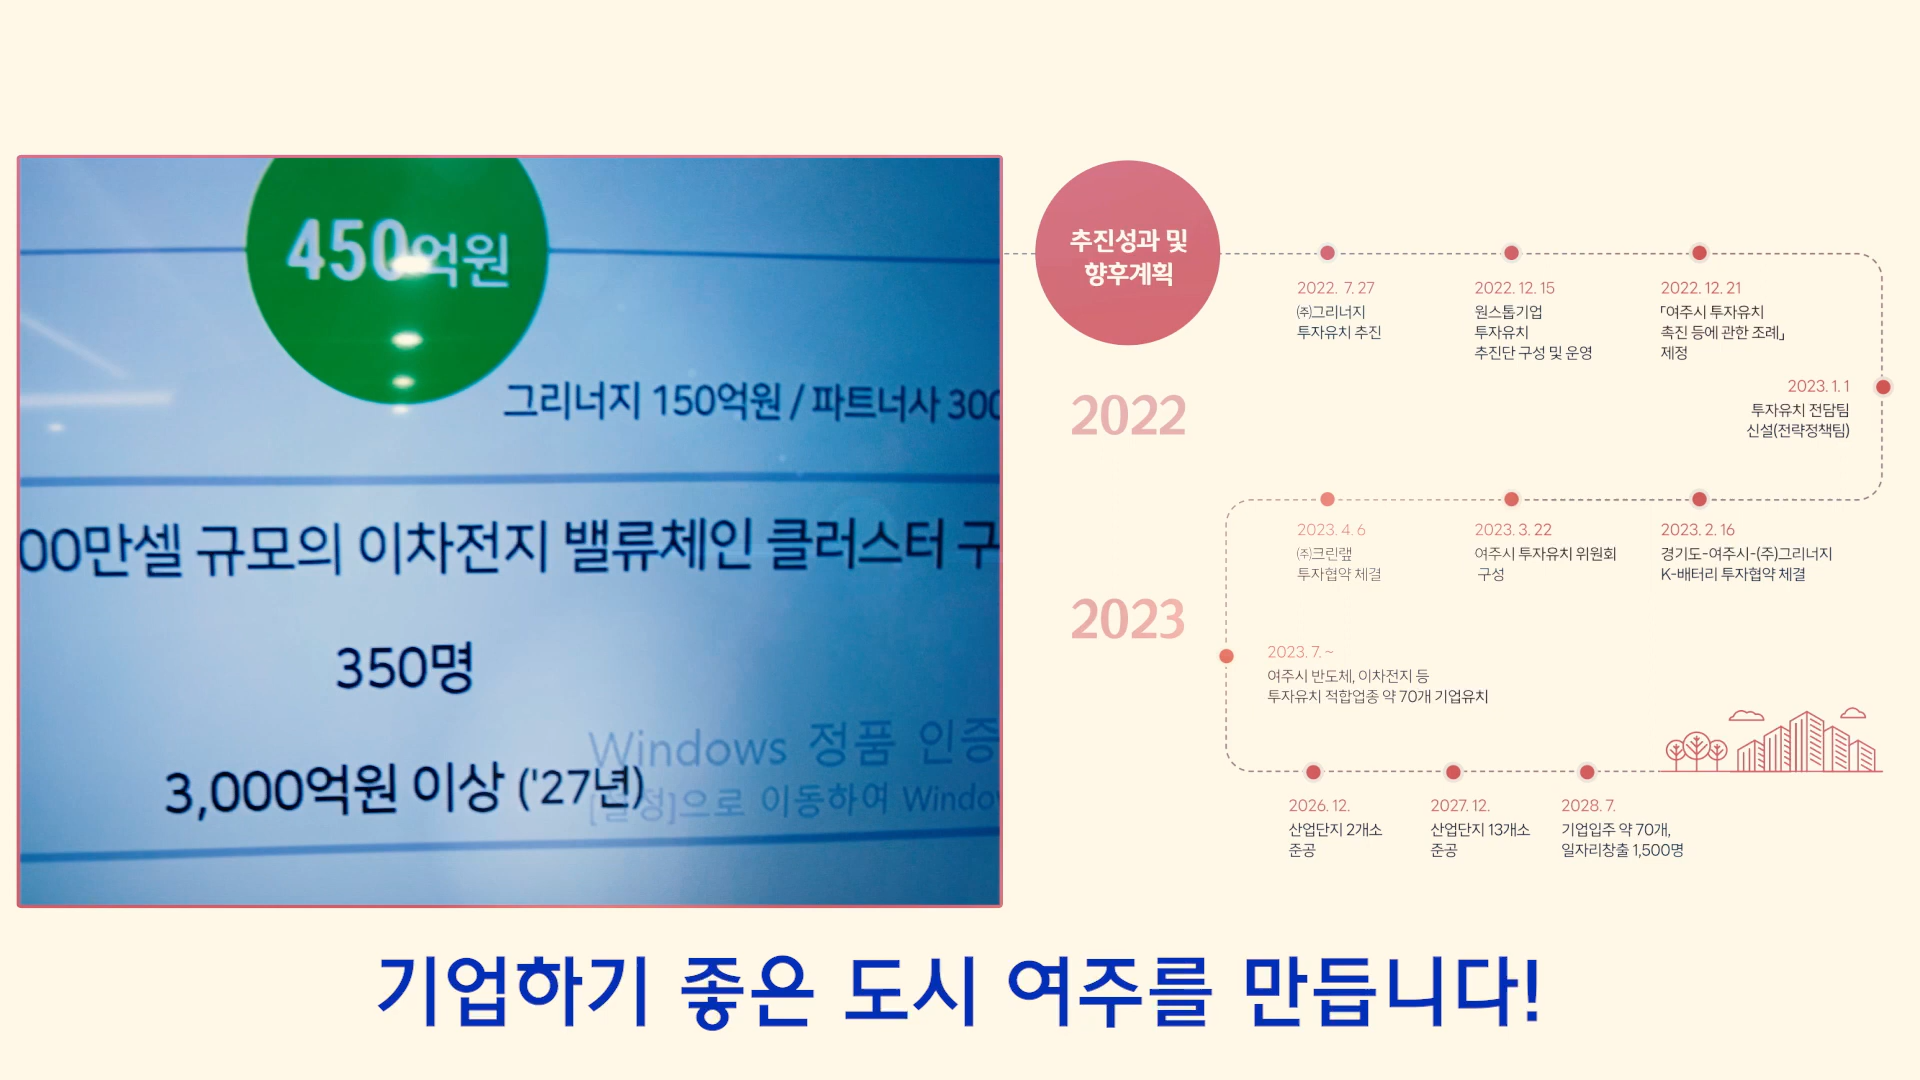 450억원
그리너지 150억원 / 파트너사 300
00만셀 규모의 이차전지 밸류체인 클러스터 구
350명
3,000억원 이상 ('27년)
Windows 정품 인증
[설정]으로 이동하여 Windo
추진성과 및
향후계획
2022
2022. 7. 27
㈜그리너지
투자유치 추진
2022. 12. 15
원스톱기업
투자유치
추진단 구성 및 운영
2022. 12. 21
「여주시 투자유치
촉진 등에 관한 조례」
제정
2023. 1. 1
투자유치 전담팀
신설(전략정책팀)
2023
2023. 2. 16
경기도-여주시-(주)그리너지
K-배터리 투자협약 체결
2023. 3. 22
여주시 투자유치 위원회
구성
2023. 4. 6
㈜크린랲
투자협약 체결
2023. 7. ~
여주시 반도체, 이차전지 등
투자유치 적합업종 약 70개 기업유치
2026. 12.
산업단지 2개소
준공
2027. 12.
산업단지 13개소
준공
2028. 7.
기업입주 약 70개,
일자리창출 1,500명
기업하기 좋은 도시 여주를 만듭니다!